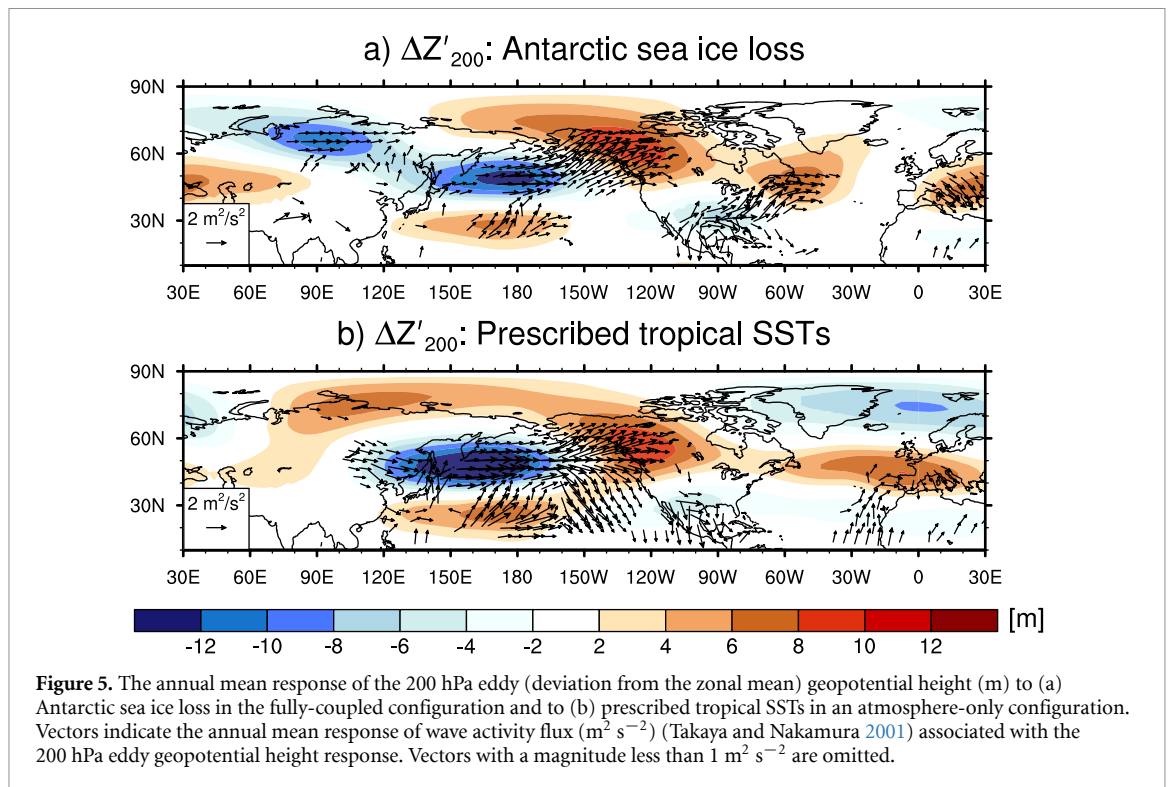 a) ΔZ′200: Antarctic sea ice loss
90N
60N
30N
2 m²/s²
30E 60E 90E 120E 150E 180 150W 120W 90W 60W 30W 0 30E
b) ΔZ′200: Prescribed tropical SSTs
90N
60N
30N
2 m²/s²
30E 60E 90E 120E 150E 180 150W 120W 90W 60W 30W 0 30E
[m]
-12 -10 -8 -6 -4 -2 2 4 6 8 10 12
Figure 5. The annual mean response of the 200 hPa eddy (deviation from the zonal mean) geopotential height (m) to (a)
Antarctic sea ice loss in the fully-coupled configuration and to (b) prescribed tropical SSTs in an atmosphere-only configuration.
Vectors indicate the annual mean response of wave activity flux (m² s⁻²) (Takaya and Nakamura 2001) associated with the
200 hPa eddy geopotential height response. Vectors with a magnitude less than 1 m² s⁻² are omitted.